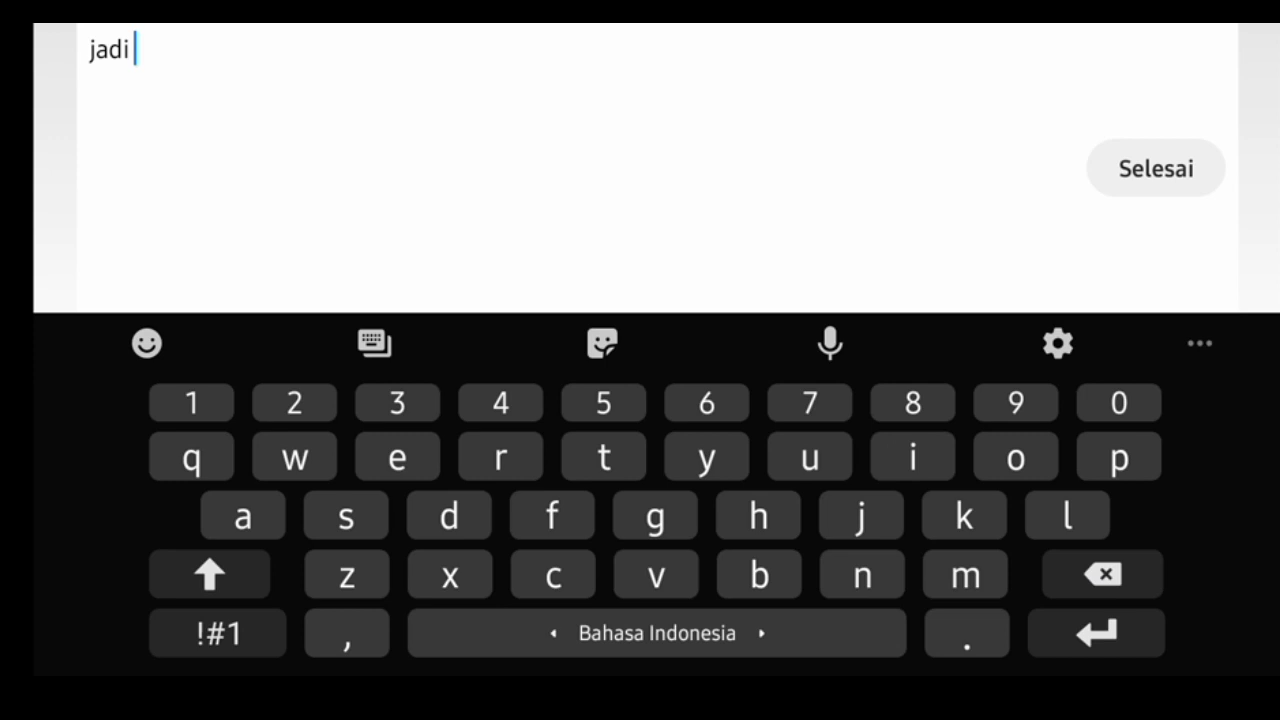 jadi
Selesai
1 2 3 4 5 6 7 8 9 0
q w e r t y u i o p
a s d f g h j k l
z x c v b n m
!#1 , Bahasa Indonesia .